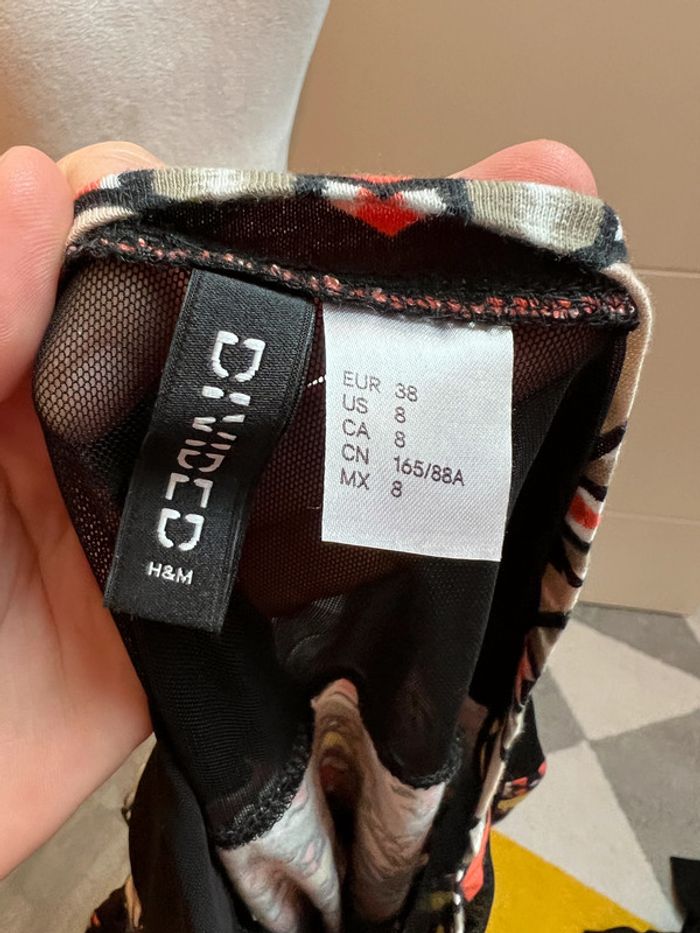 DIVIDED
H&M
EUR 38
US 8
CA 8
CN 165/88A
MX 8